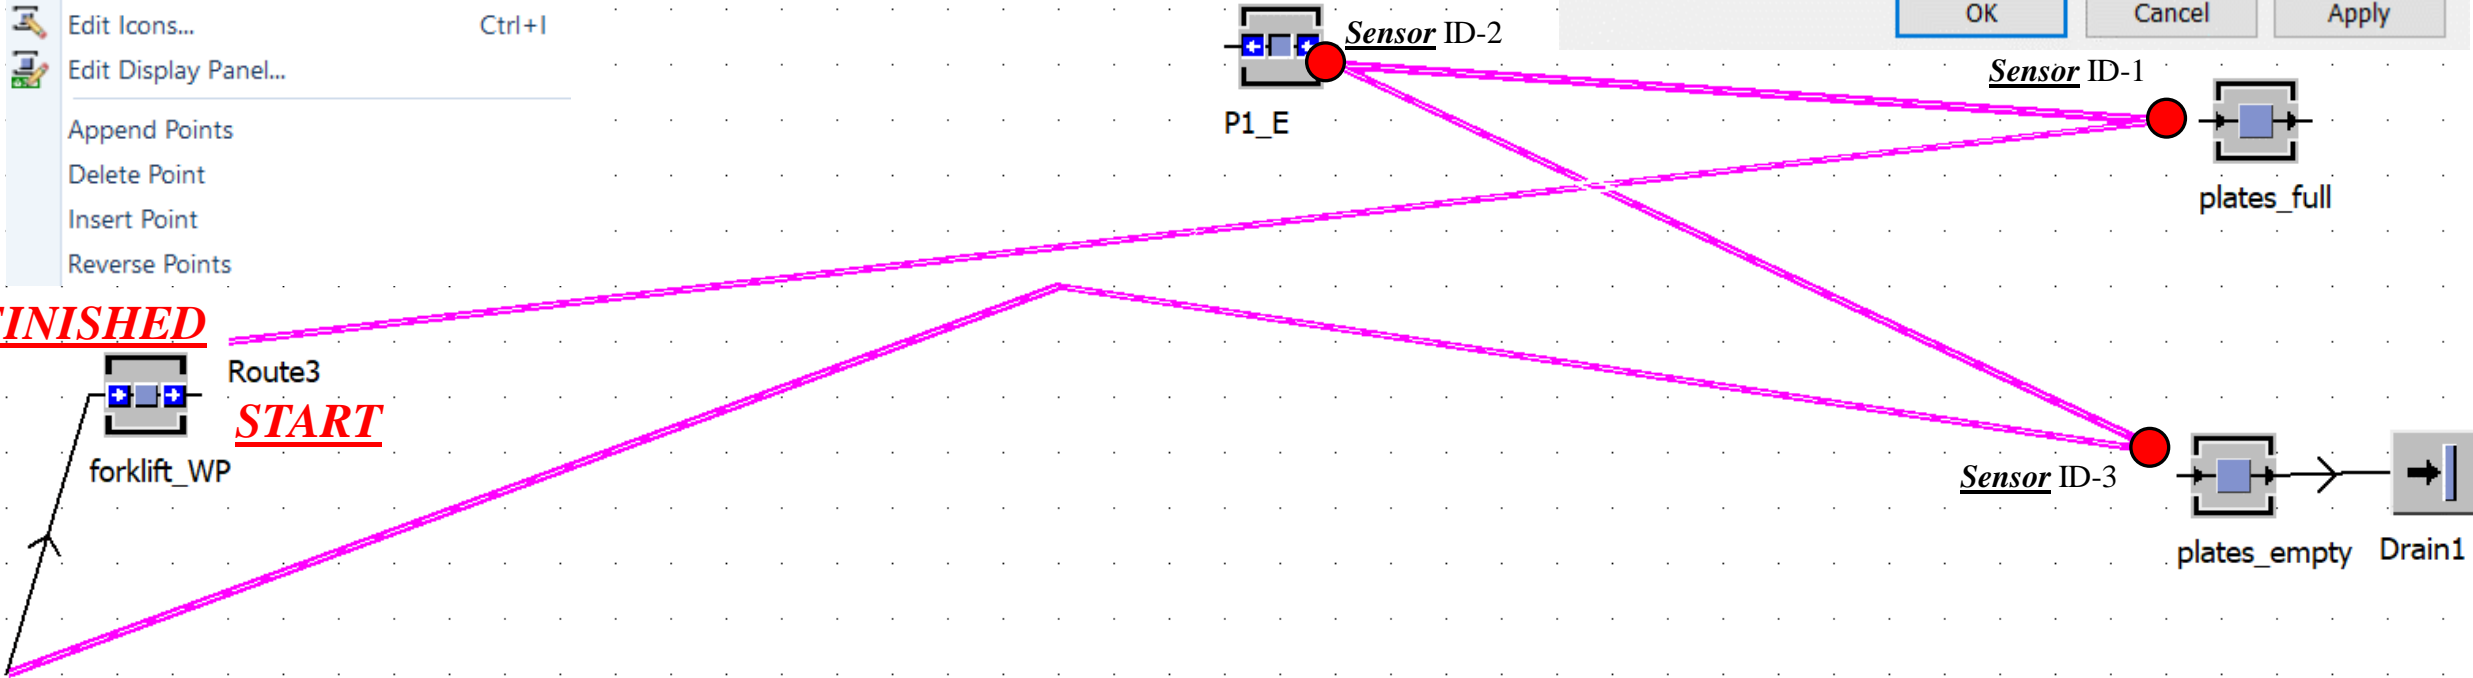 Edit Icons... Ctrl+I
Edit Display Panel...
Append Points
Delete Point
Insert Point
Reverse Points
OK Cancel Apply
Sensor ID-2
Sensor ID-1
P1_E
plates_full
FINISHED
Route3
START
forklift_WP
Sensor ID-3
plates_empty
Drain1